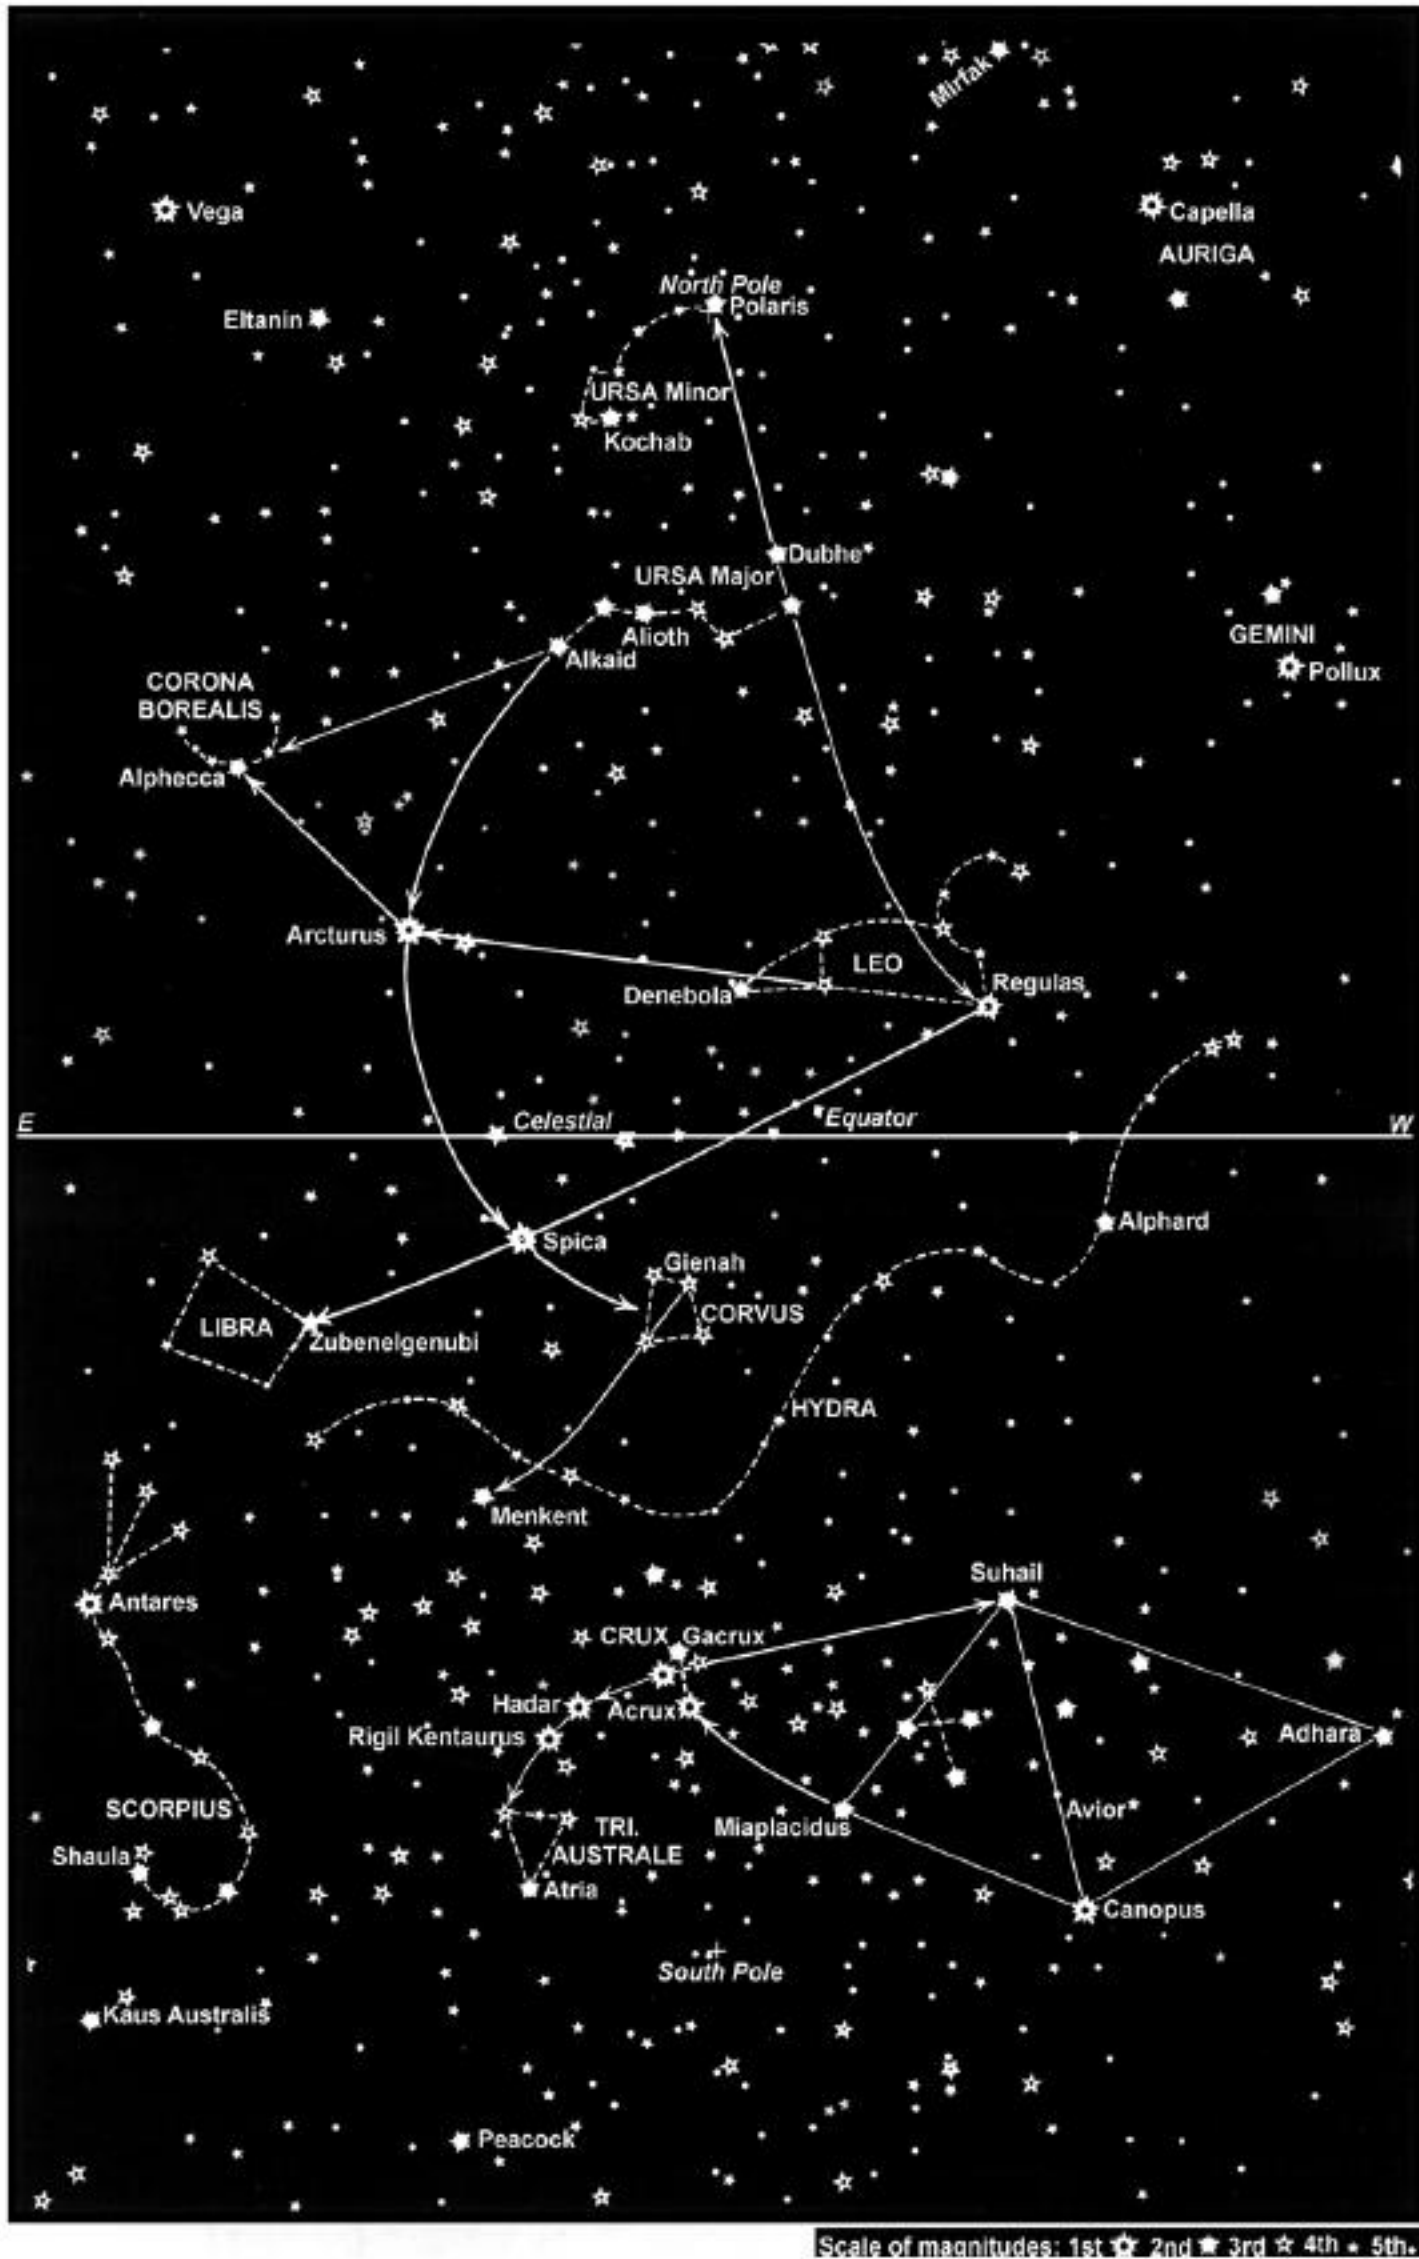 Mirfak
Vega
Capella
AURIGA
North Pole
Polaris
Eltanin
URSA Minor
Kochab
Dubhe
URSA Major
Alioth
GEMINI
Alkaid
Pollux
CORONA
BOREALIS
Alphecca
Arcturus
LEO
Denebola
Regulas
E
Celestial
Equator
W
Alphard
Spica
Gienah
CORVUS
LIBRA
Zubenelgenubi
HYDRA
Menkent
Suhail
Antares
CRUX
Gacrux
Hadar
Acrux
Rigil Kentaurus
Adhara
SCORPIUS
Avior
Miaplacidus
TRI.
AUSTRALE
Shaula
Atria
Canopus
South Pole
Kaus Australis
Peacock
Scale of magnitudes: 1st 2nd 3rd 4th 5th